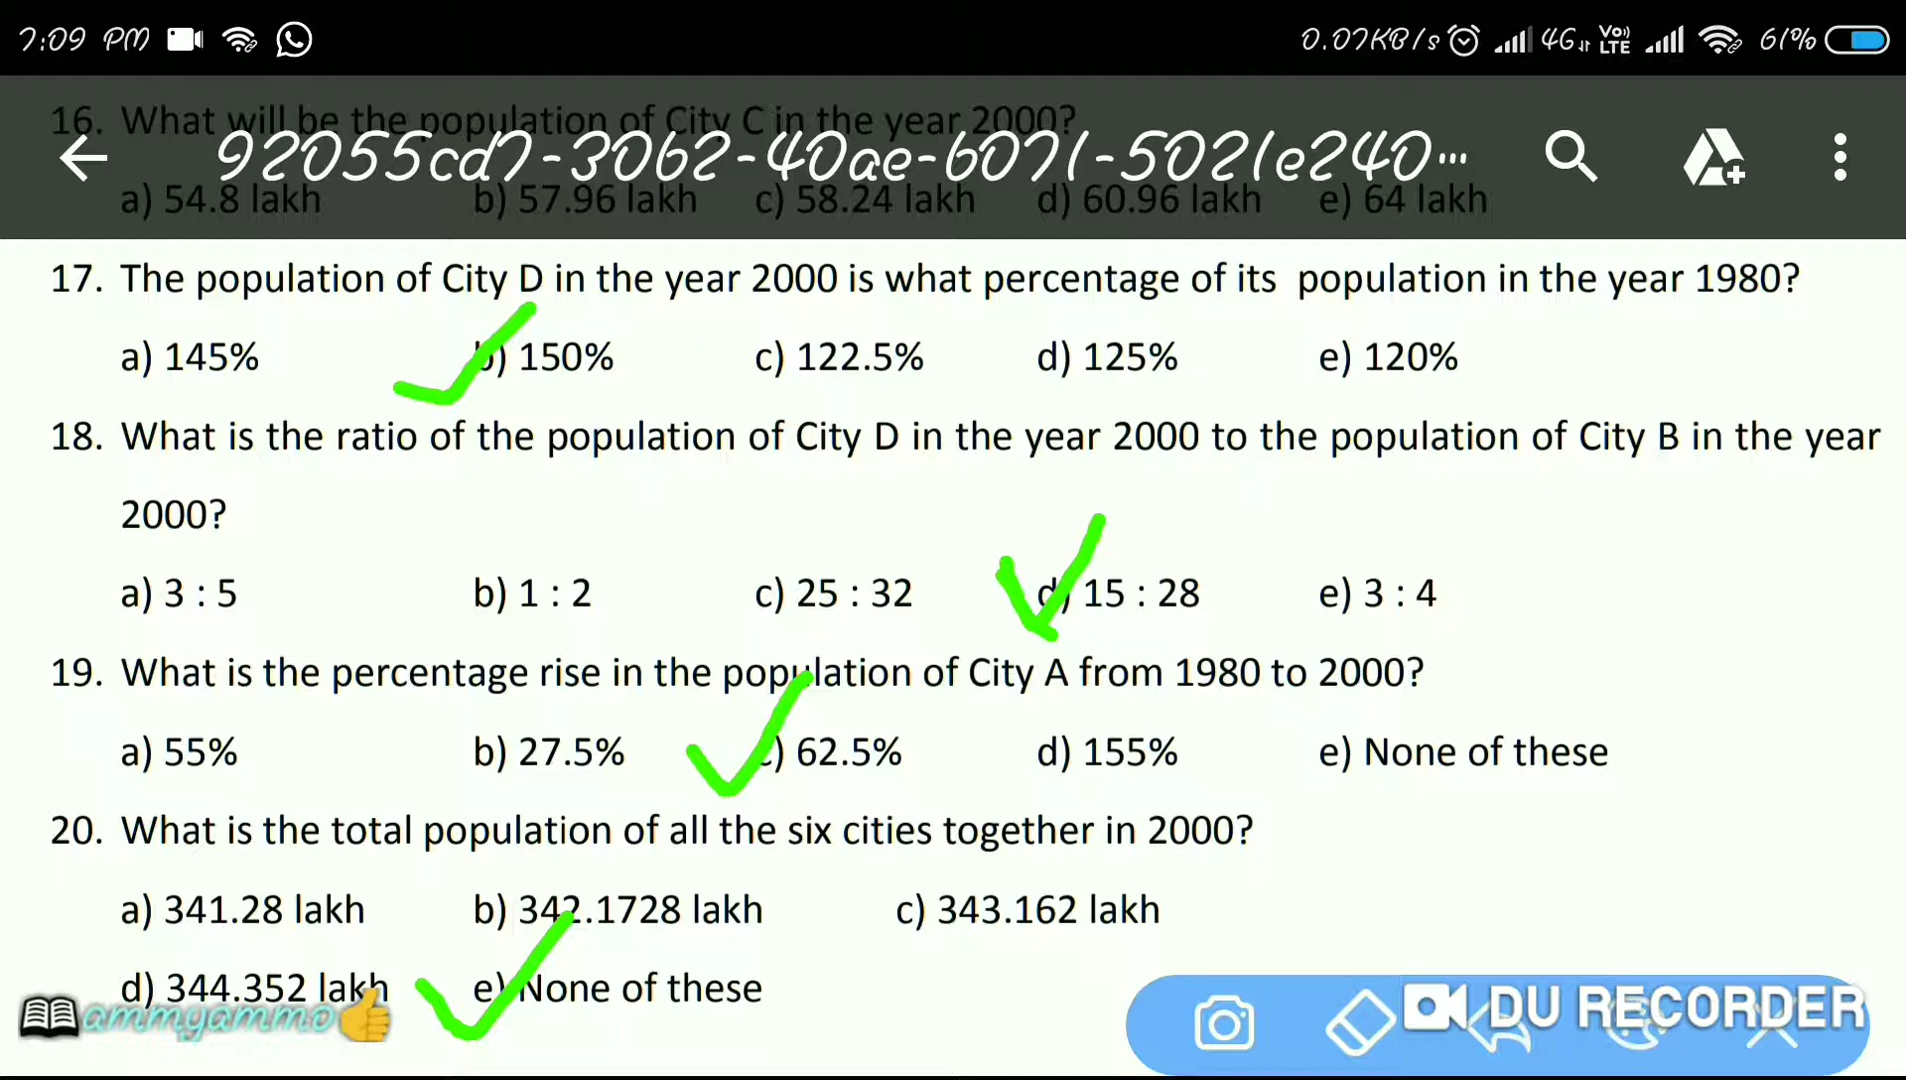 7:09 PM 0.07KB/s 4G VoLTE 61%
16. What will be the population of City C in the year 2000?
92055cd7-3062-40ae-b071-5021e240...
a) 54.8 lakh b) 57.96 lakh c) 58.24 lakh d) 60.96 lakh e) 64 lakh
17. The population of City D in the year 2000 is what percentage of its population in the year 1980?
a) 145% b) 150% c) 122.5% d) 125% e) 120%
18. What is the ratio of the population of City D in the year 2000 to the population of City B in the year
2000?
a) 3 : 5 b) 1 : 2 c) 25 : 32 d) 15 : 28 e) 3 : 4
19. What is the percentage rise in the population of City A from 1980 to 2000?
a) 55% b) 27.5% c) 62.5% d) 155% e) None of these
20. What is the total population of all the six cities together in 2000?
a) 341.28 lakh b) 342.1728 lakh c) 343.162 lakh
d) 344.352 lakh e) None of these
ammyammo DU RECORDER